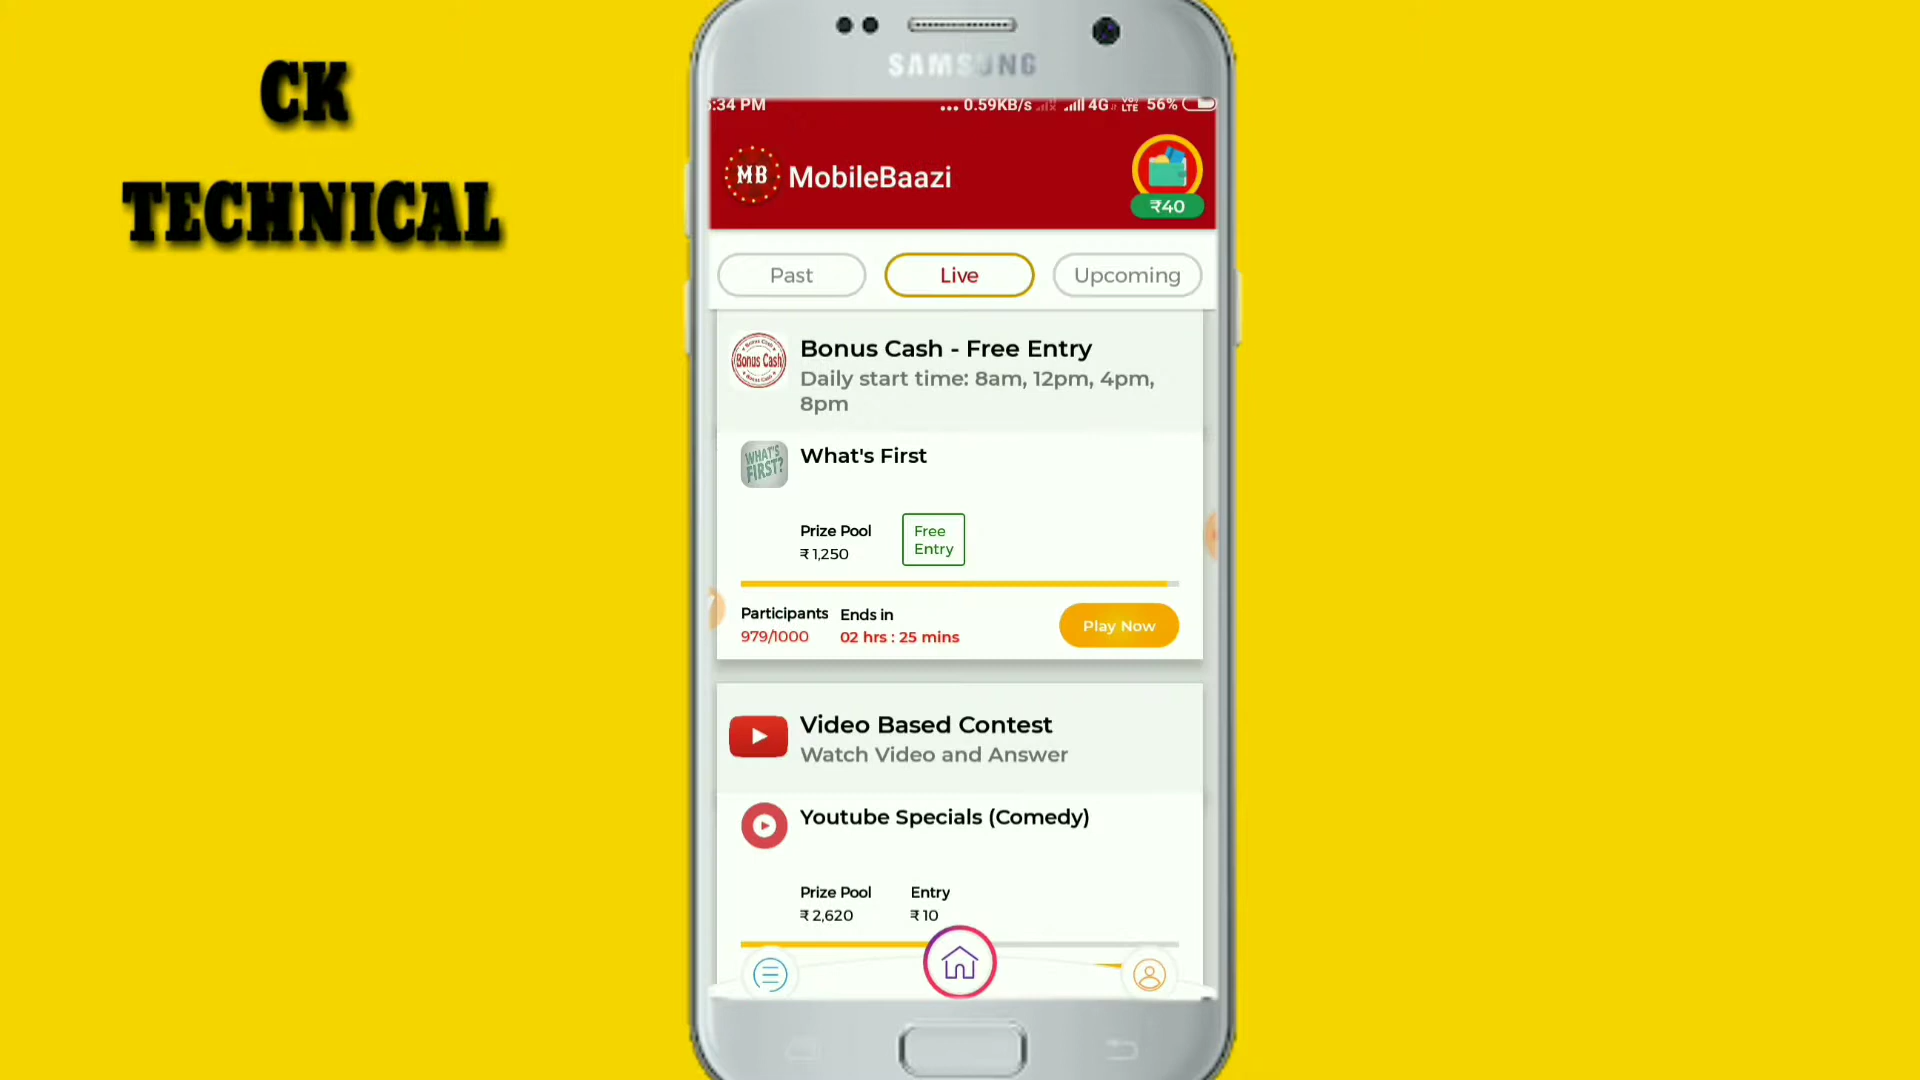 CK
TECHNICAL
SAMSUNG
:34 PM ... 0.59KB/s 4G VoLTE 56%
MB MobileBaazi
₹40
Past Live Upcoming
Bonus Cash Bonus Cash - Free Entry
Daily start time: 8am, 12pm, 4pm,
8pm
WHAT'S FIRST? What's First
Prize Pool
₹ 1,250
Free
Entry
Participants Ends in
979/1000 02 hrs : 25 mins
Play Now
Video Based Contest
Watch Video and Answer
Youtube Specials (Comedy)
Prize Pool Entry
₹ 2,620 ₹ 10